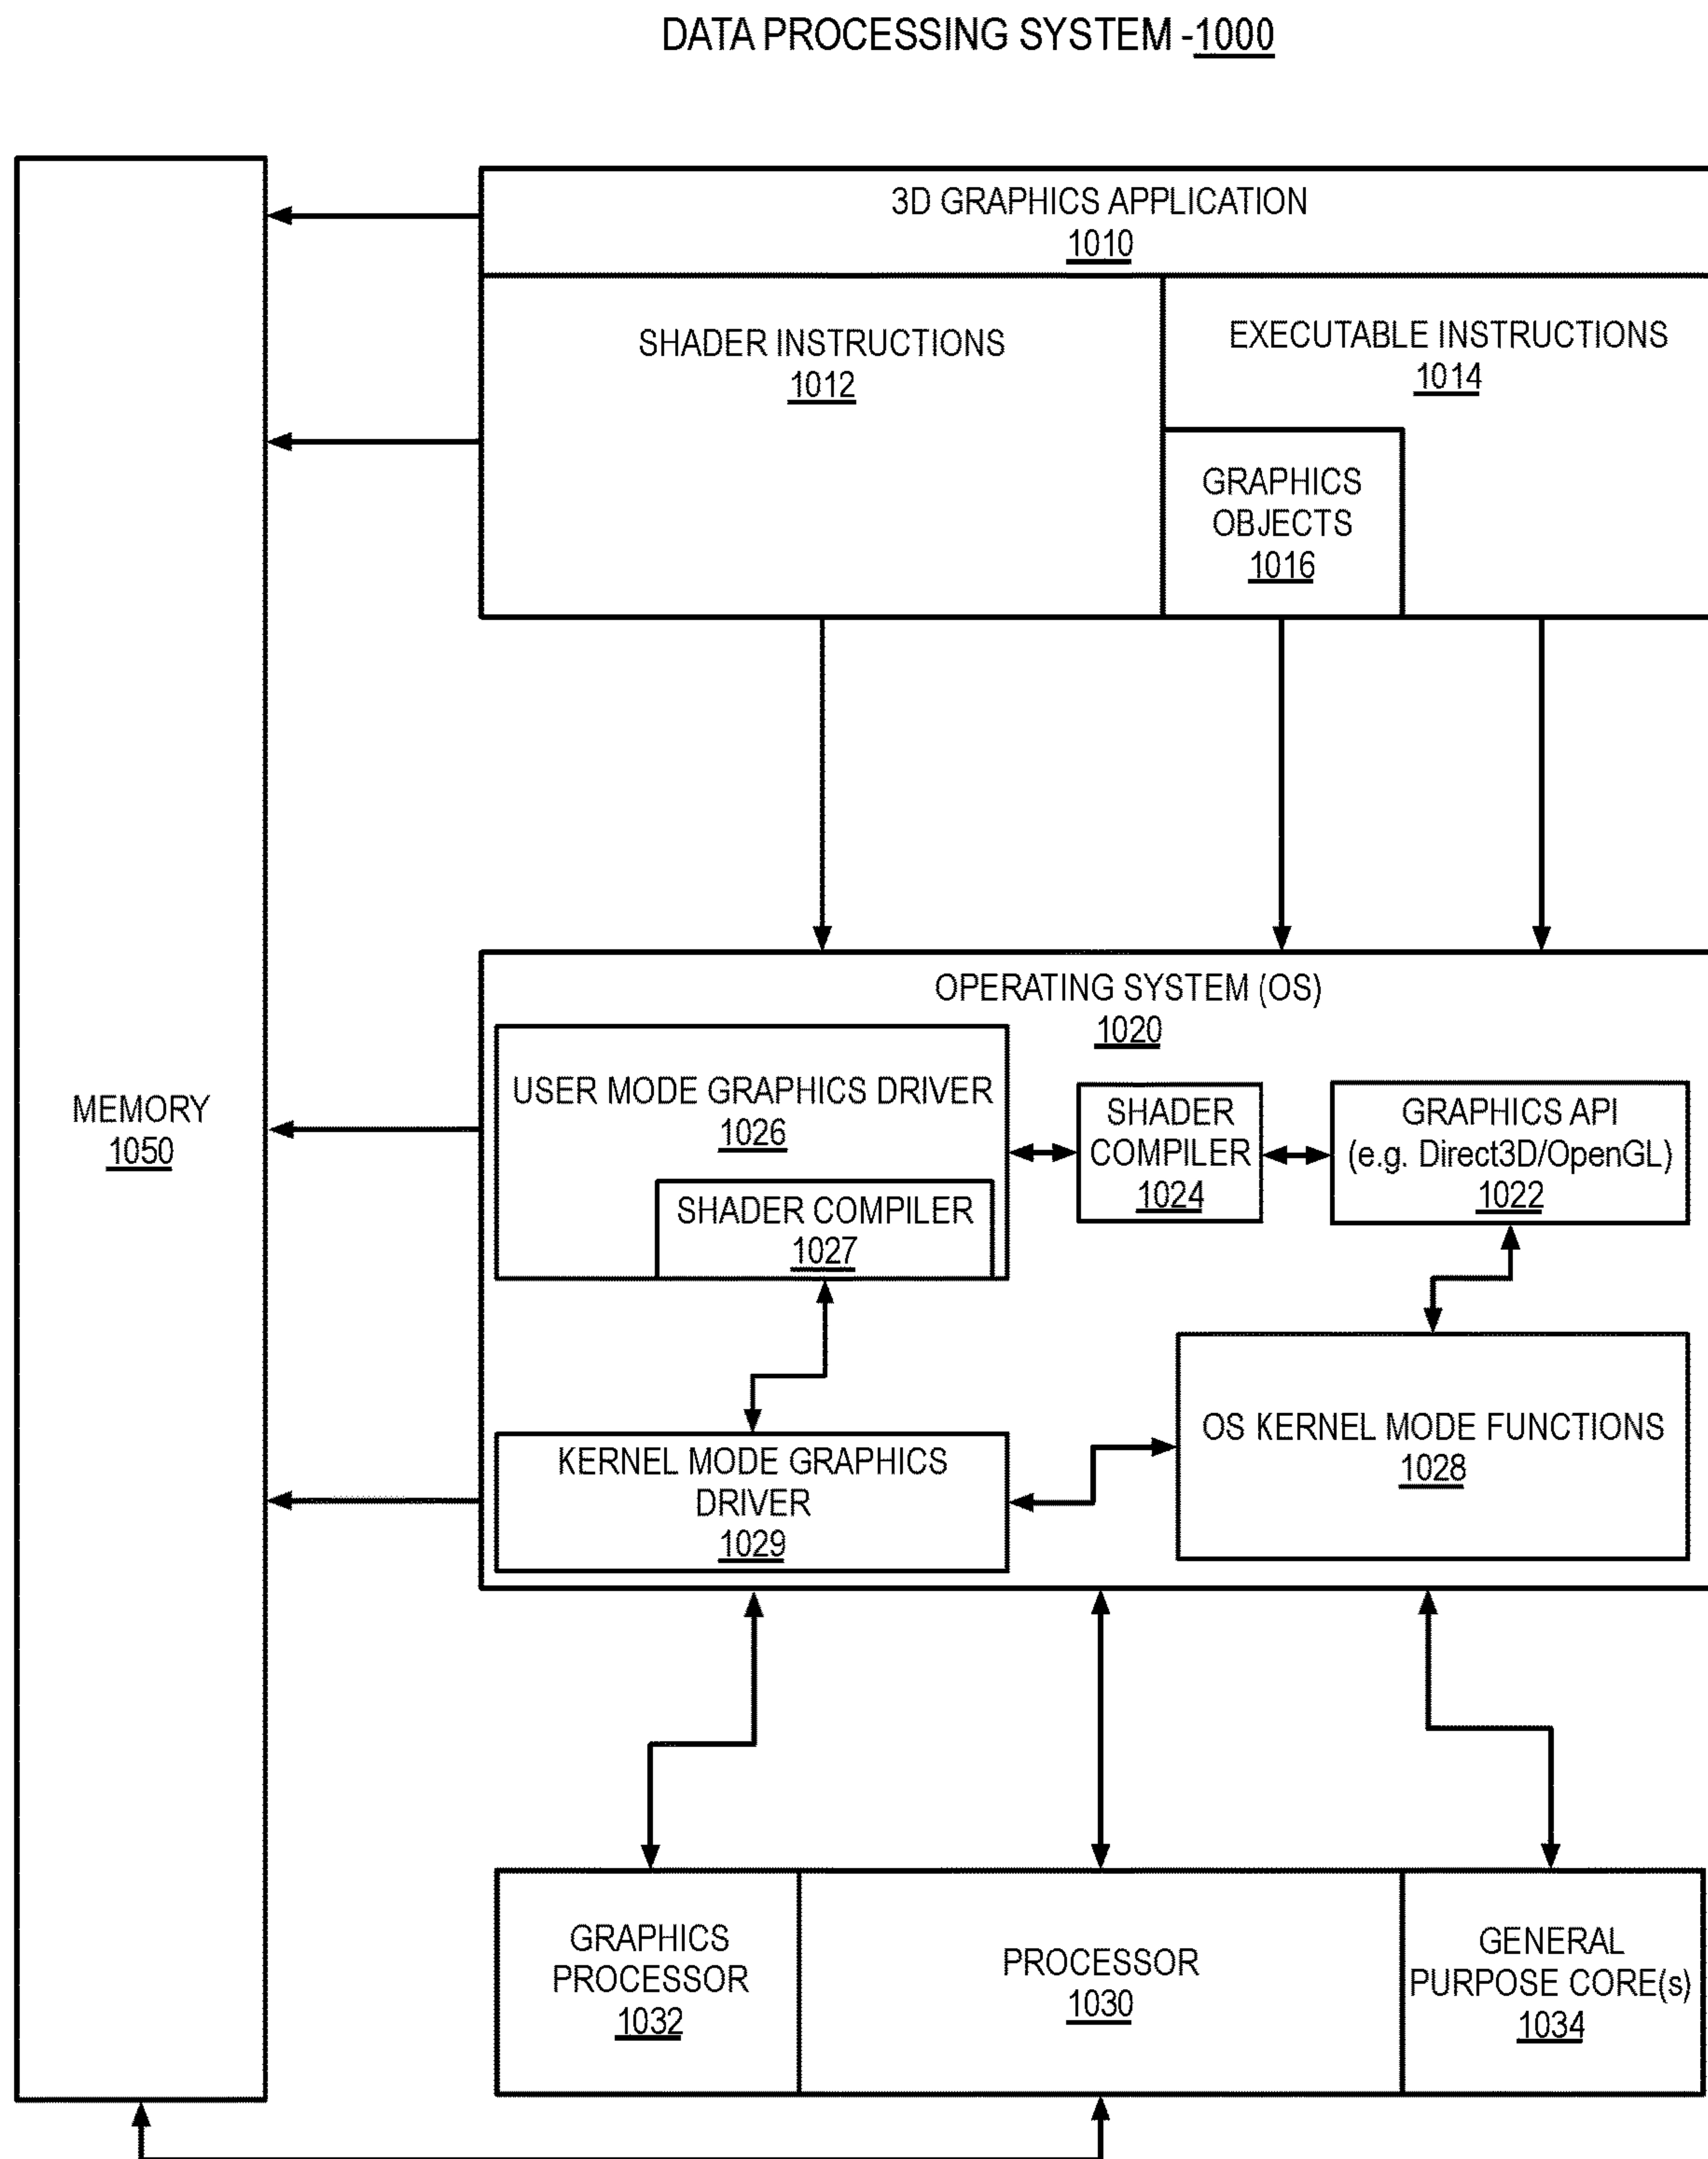 DATA PROCESSING SYSTEM -1000
3D GRAPHICS APPLICATION
1010
SHADER INSTRUCTIONS
1012
EXECUTABLE INSTRUCTIONS
1014
GRAPHICS
OBJECTS
1016
OPERATING SYSTEM (OS)
1020
USER MODE GRAPHICS DRIVER
1026
SHADER COMPILER
1027
SHADER
COMPILER
1024
GRAPHICS API
(e.g. Direct3D/OpenGL)
1022
MEMORY
1050
KERNEL MODE GRAPHICS
DRIVER
1029
OS KERNEL MODE FUNCTIONS
1028
GRAPHICS
PROCESSOR
1032
PROCESSOR
1030
GENERAL
PURPOSE CORE(s)
1034